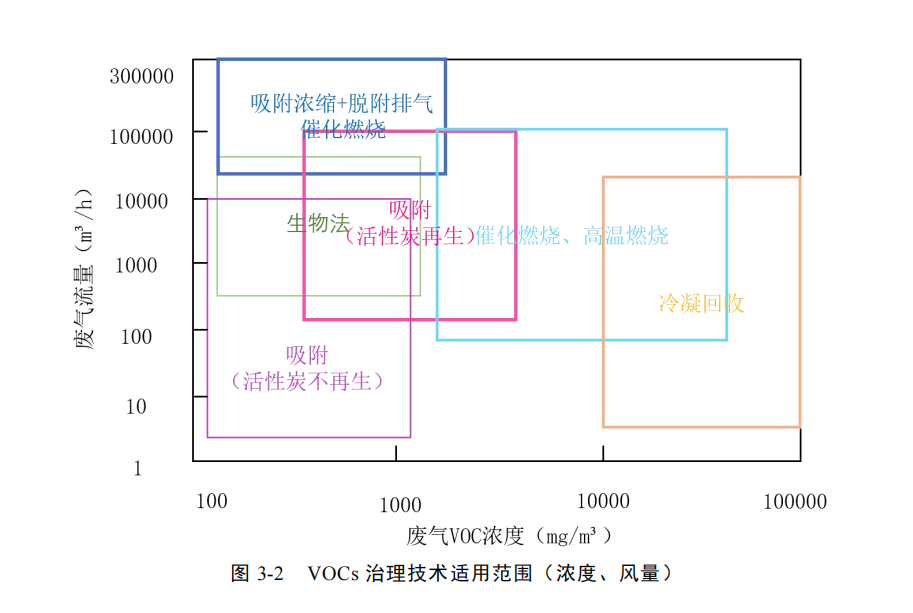 300000
吸附浓缩+脱附排气
催化燃烧
100000
10000
吸附
生物法
（活性炭再生）
催化燃烧、高温燃烧
1000
冷凝回收
100
吸附
（活性炭不再生）
10
1
废气流量（m³/h）
100
1000
10000
100000
废气VOC浓度（mg/m³）
图 3-2 VOCs 治理技术适用范围（浓度、风量）